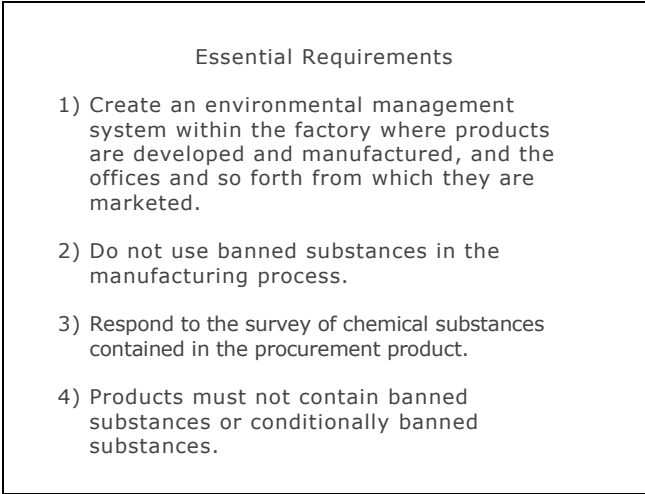 Essential Requirements
1) Create an environmental management
system within the factory where products
are developed and manufactured, and the
offices and so forth from which they are
marketed.
2) Do not use banned substances in the
manufacturing process.
3) Respond to the survey of chemical substances
contained in the procurement product.
4) Products must not contain banned
substances or conditionally banned
substances.